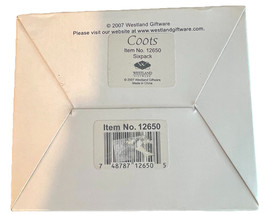 © 2007 Westland Giftware
Please visit our website at www.westlandgiftware.com
Coots
Item No. 12650
Sixpack
WESTLAND
© 2007 Westland Giftware
Made in China
Item No. 12650
7 48787 12650 5